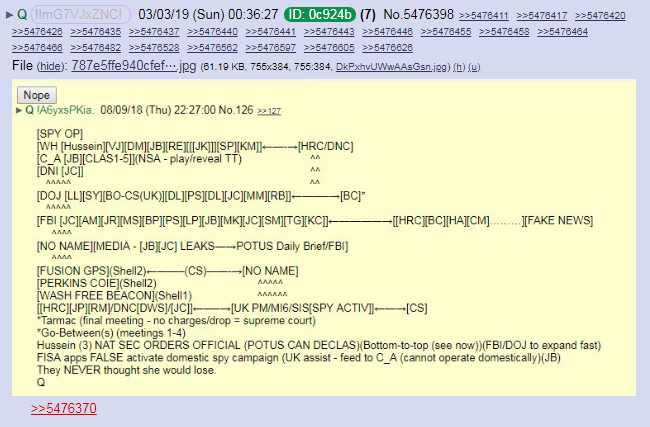 ► Q !!mG7VJxZNCI 03/03/19 (Sun) 00:36:27 ID: 0c924b (7) No.5476398 >>5476411 >>5476417 >>5476420
>>5476426 >>5476435 >>5476437 >>5476440 >>5476441 >>5476443 >>5476446 >>5476455 >>5476458 >>5476464
>>5476466 >>5476482 >>5476528 >>5476562 >>5476597 >>5476605 >>5476626
File (hide): 787e5ffe940cfef⋯.jpg (61.19 KB, 755x384, 755:384, DkPxhvUWwAAsGsn.jpg) (h) (u)
Nope
► Q !A6yxsPKia. 08/09/18 (Thu) 22:27:00 No.126 >>127
[SPY OP]
[WH [Hussein][VJ][DM][JB][RE][[[JK]]][SP][KM]]←—-→[HRC/DNC]
[C_A [JB][CLAS1-5]](NSA - play/reveal TT) ^^
[DNI [JC]] ^^
^^^^^ ^^
[DOJ [LL][SY][BO-CS(UK)][DL][PS][DL][JC][MM][RB]]←———→[BC]*
^^^^^
[FBI [JC][AM][JR][MS][BP][PS][LP][JB][MK][JC][SM][TG][KC]]←————→[[HRC][BC][HA][CM]………][FAKE NEWS]
^^^^
[NO NAME][MEDIA - [JB][JC] LEAKS—→POTUS Daily Brief/FBI]
^^^^
[FUSION GPS](Shell2)←——–(CS)——-→[NO NAME]
[PERKINS COIE](Shell2) ^^^^^
[WASH FREE BEACON](Shell1) ^^^^^^
[[HRC][JP][RM]/DNC[DWS]/[JC]]←——→[UK PM/MI6/SIS[SPY ACTIV]]←—→[CS]
*Tarmac (final meeting - no charges/drop = supreme court)
*Go-Between(s) (meetings 1-4)
Hussein (3) NAT SEC ORDERS OFFICIAL (POTUS CAN DECLAS)(Bottom-to-top (see now))(FBI/DOJ to expand fast)
FISA apps FALSE activate domestic spy campaign (UK assist - feed to C_A (cannot operate domestically)(JB)
They NEVER thought she would lose.
Q
>>5476370